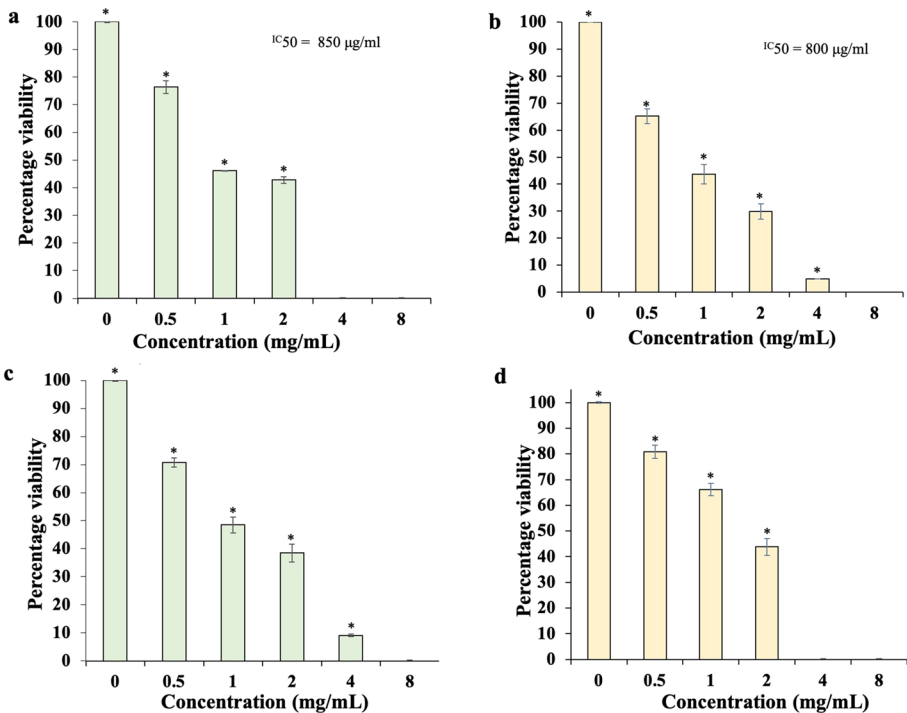 a
IC50 = 850 μg/ml
Percentage viability
100
90
80
70
60
50
40
30
20
10
0
* * * *
0 0.5 1 2 4 8
Concentration (mg/mL)
b
IC50 = 800 μg/ml
Percentage viability
100
90
80
70
60
50
40
30
20
10
0
* * * * *
0 0.5 1 2 4 8
Concentration (mg/mL)
c
Percentage viability
100
90
80
70
60
50
40
30
20
10
0
* * * * *
0 0.5 1 2 4 8
Concentration (mg/mL)
d
Percentage viability
100
90
80
70
60
50
40
30
20
10
0
* * * *
0 0.5 1 2 4 8
Concentration (mg/mL)